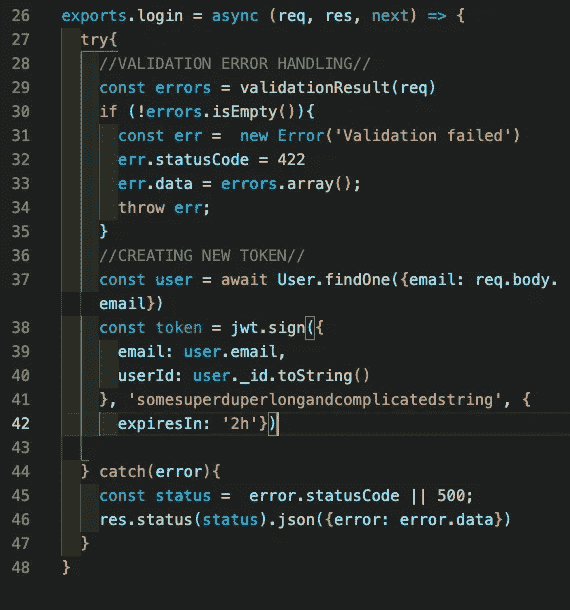 26 exports.login = async (req, res, next) => {
27 try{
28 //VALIDATION ERROR HANDLING//
29 const errors = validationResult(req)
30 if (!errors.isEmpty()){
31 const err =  new Error('Validation failed')
32 err.statusCode = 422
33 err.data = errors.array();
34 throw err;
35 }
36 //CREATING NEW TOKEN//
37 const user = await User.findOne({email: req.body.
email})
38 const token = jwt.sign({
39 email: user.email,
40 userId: user._id.toString()
41 }, 'somesuperduperlongandcomplicatedstring', {
42 expiresIn: '2h'})
43
44 } catch(error){
45 const status =  error.statusCode || 500;
46 res.status(status).json({error: error.data})
47 }
48 }